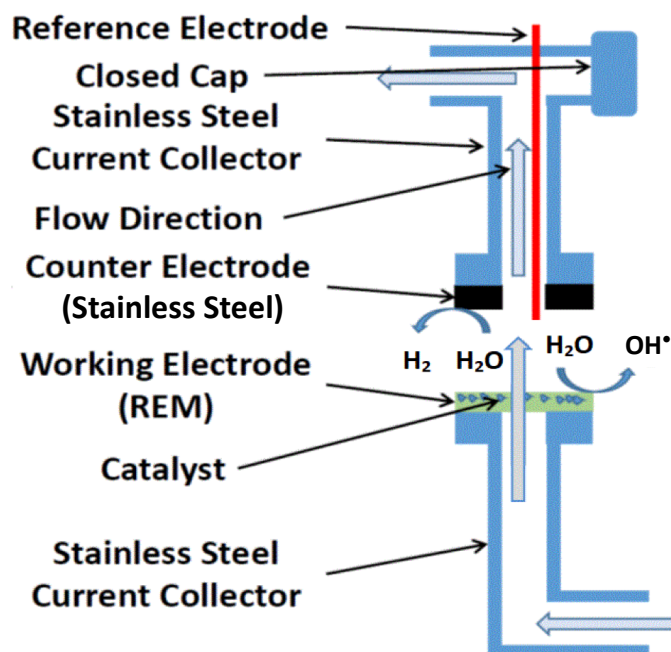 Reference Electrode
Closed Cap
Stainless Steel
Current Collector
Flow Direction
Counter Electrode
(Stainless Steel)
H₂ H₂O H₂O OH•
Working Electrode
(REM)
Catalyst
Stainless Steel
Current Collector